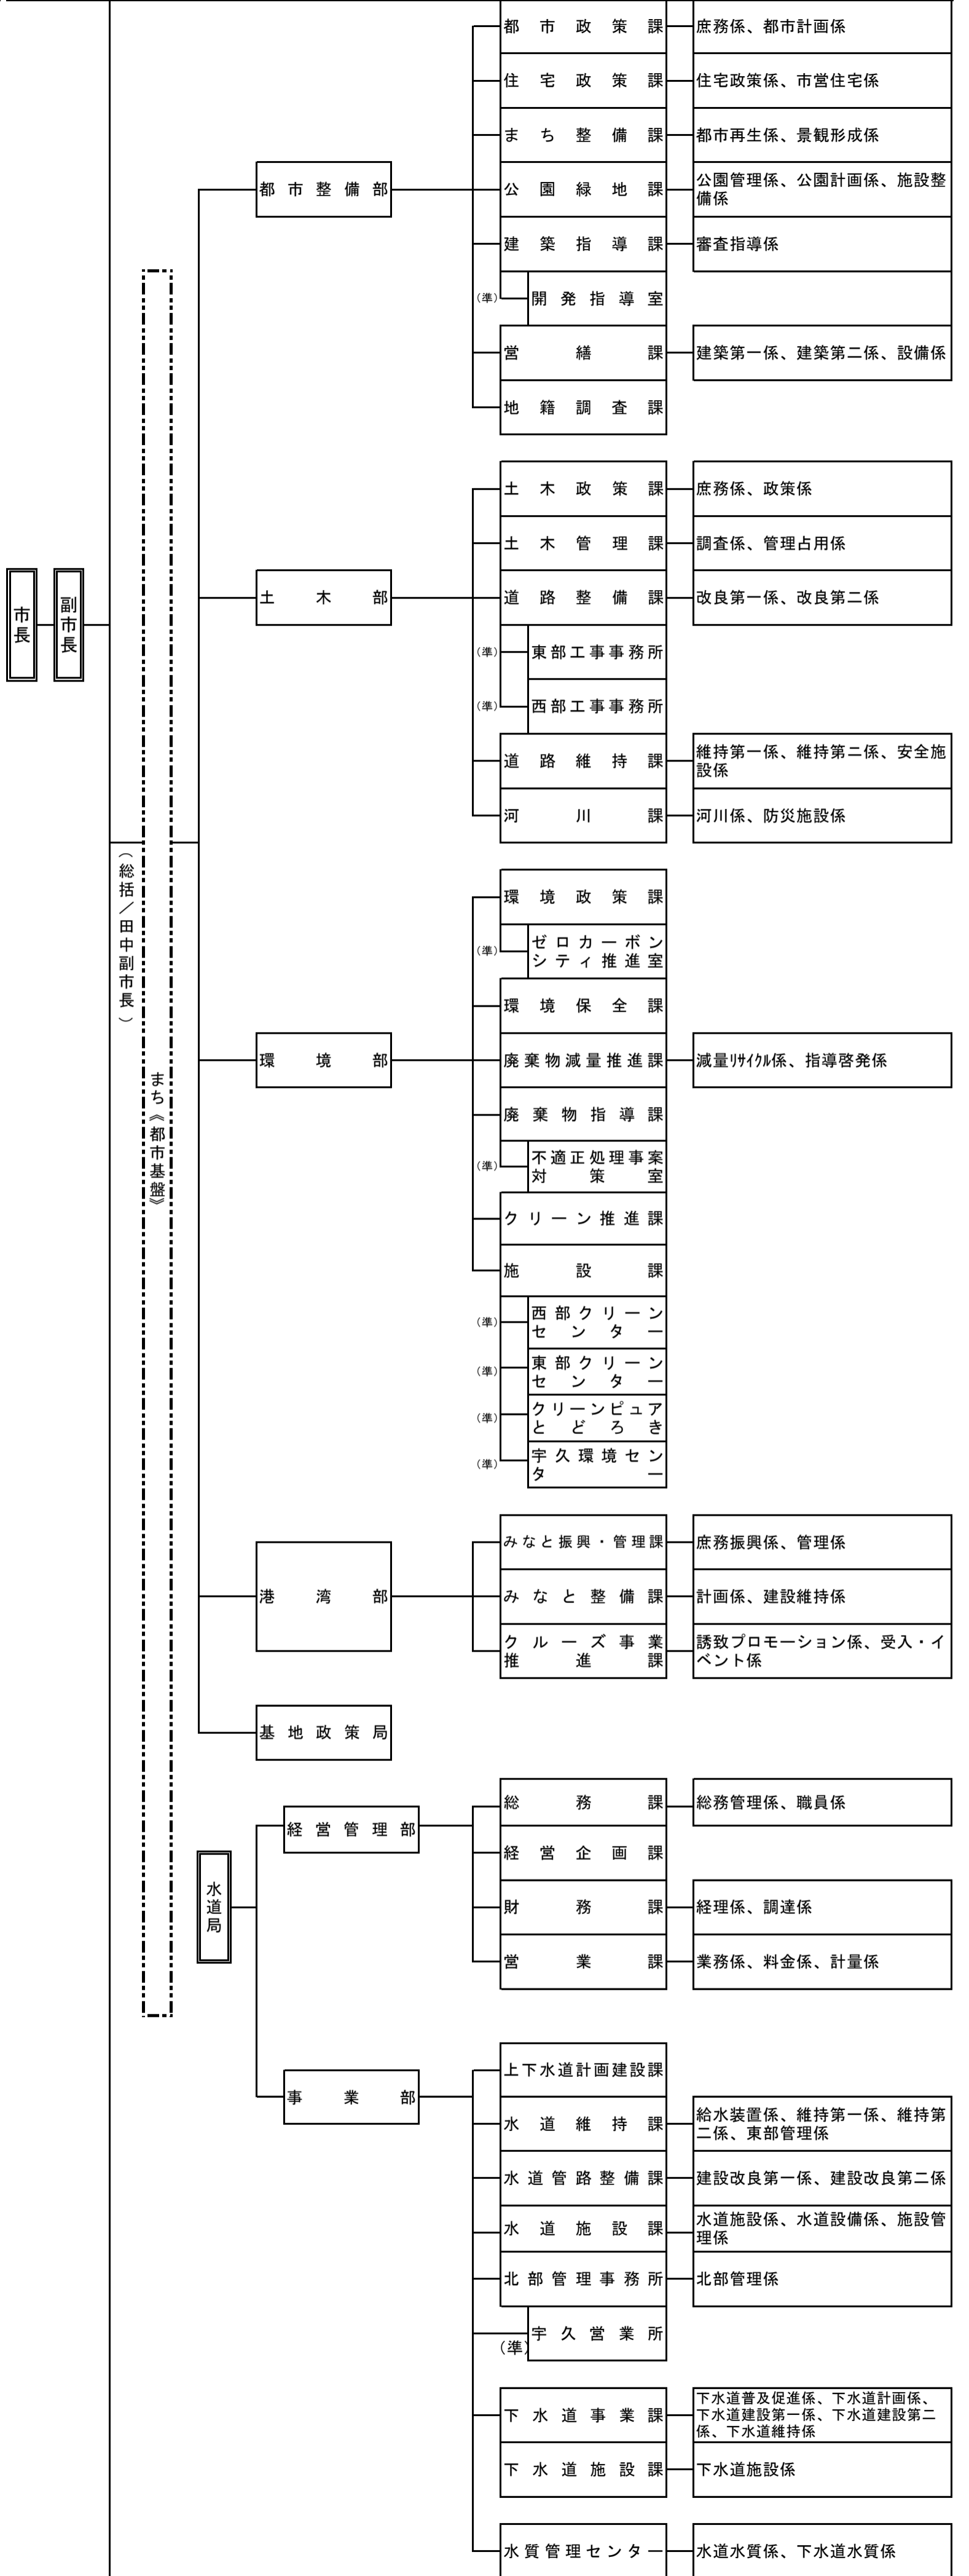 市長
副市長
（総括／田中副市長）
まち《都市基盤》
都市整備部
都市政策課
庶務係、都市計画係
住宅政策課
住宅政策係、市営住宅係
まち整備課
都市再生係、景観形成係
公園緑地課
公園管理係、公園計画係、施設整
備係
建築指導課
審査指導係
（準）
開発指導室
営繕課
建築第一係、建築第二係、設備係
地籍調査課
土木部
土木政策課
庶務係、政策係
土木管理課
調査係、管理占用係
道路整備課
改良第一係、改良第二係
（準）
東部工事事務所
（準）
西部工事事務所
道路維持課
維持第一係、維持第二係、安全施
設係
河川課
河川係、防災施設係
環境部
環境政策課
（準）
ゼロカーボン
シティ推進室
環境保全課
廃棄物減量推進課
減量ﾘｻｲｸﾙ係、指導啓発係
廃棄物指導課
（準）
不適正処理事案
対策室
クリーン推進課
施設課
（準）
西部クリーン
センター
（準）
東部クリーン
センター
（準）
クリーンピュア
とどろき
（準）
宇久環境セン
ター
港湾部
みなと振興・管理課
庶務振興係、管理係
みなと整備課
計画係、建設維持係
クルーズ事業
推進課
誘致プロモーション係、受入・イ
ベント係
基地政策局
水道局
経営管理部
総務課
総務管理係、職員係
経営企画課
財務課
経理係、調達係
営業課
業務係、料金係、計量係
事業部
上下水道計画建設課
水道維持課
給水装置係、維持第一係、維持第
二係、東部管理係
水道管路整備課
建設改良第一係、建設改良第二係
水道施設課
水道施設係、水道設備係、施設管
理係
北部管理事務所
北部管理係
（準）
宇久営業所
下水道事業課
下水道普及促進係、下水道計画係、
下水道建設第一係、下水道建設第二
係、下水道維持係
下水道施設課
下水道施設係
水質管理センター
水道水質係、下水道水質係